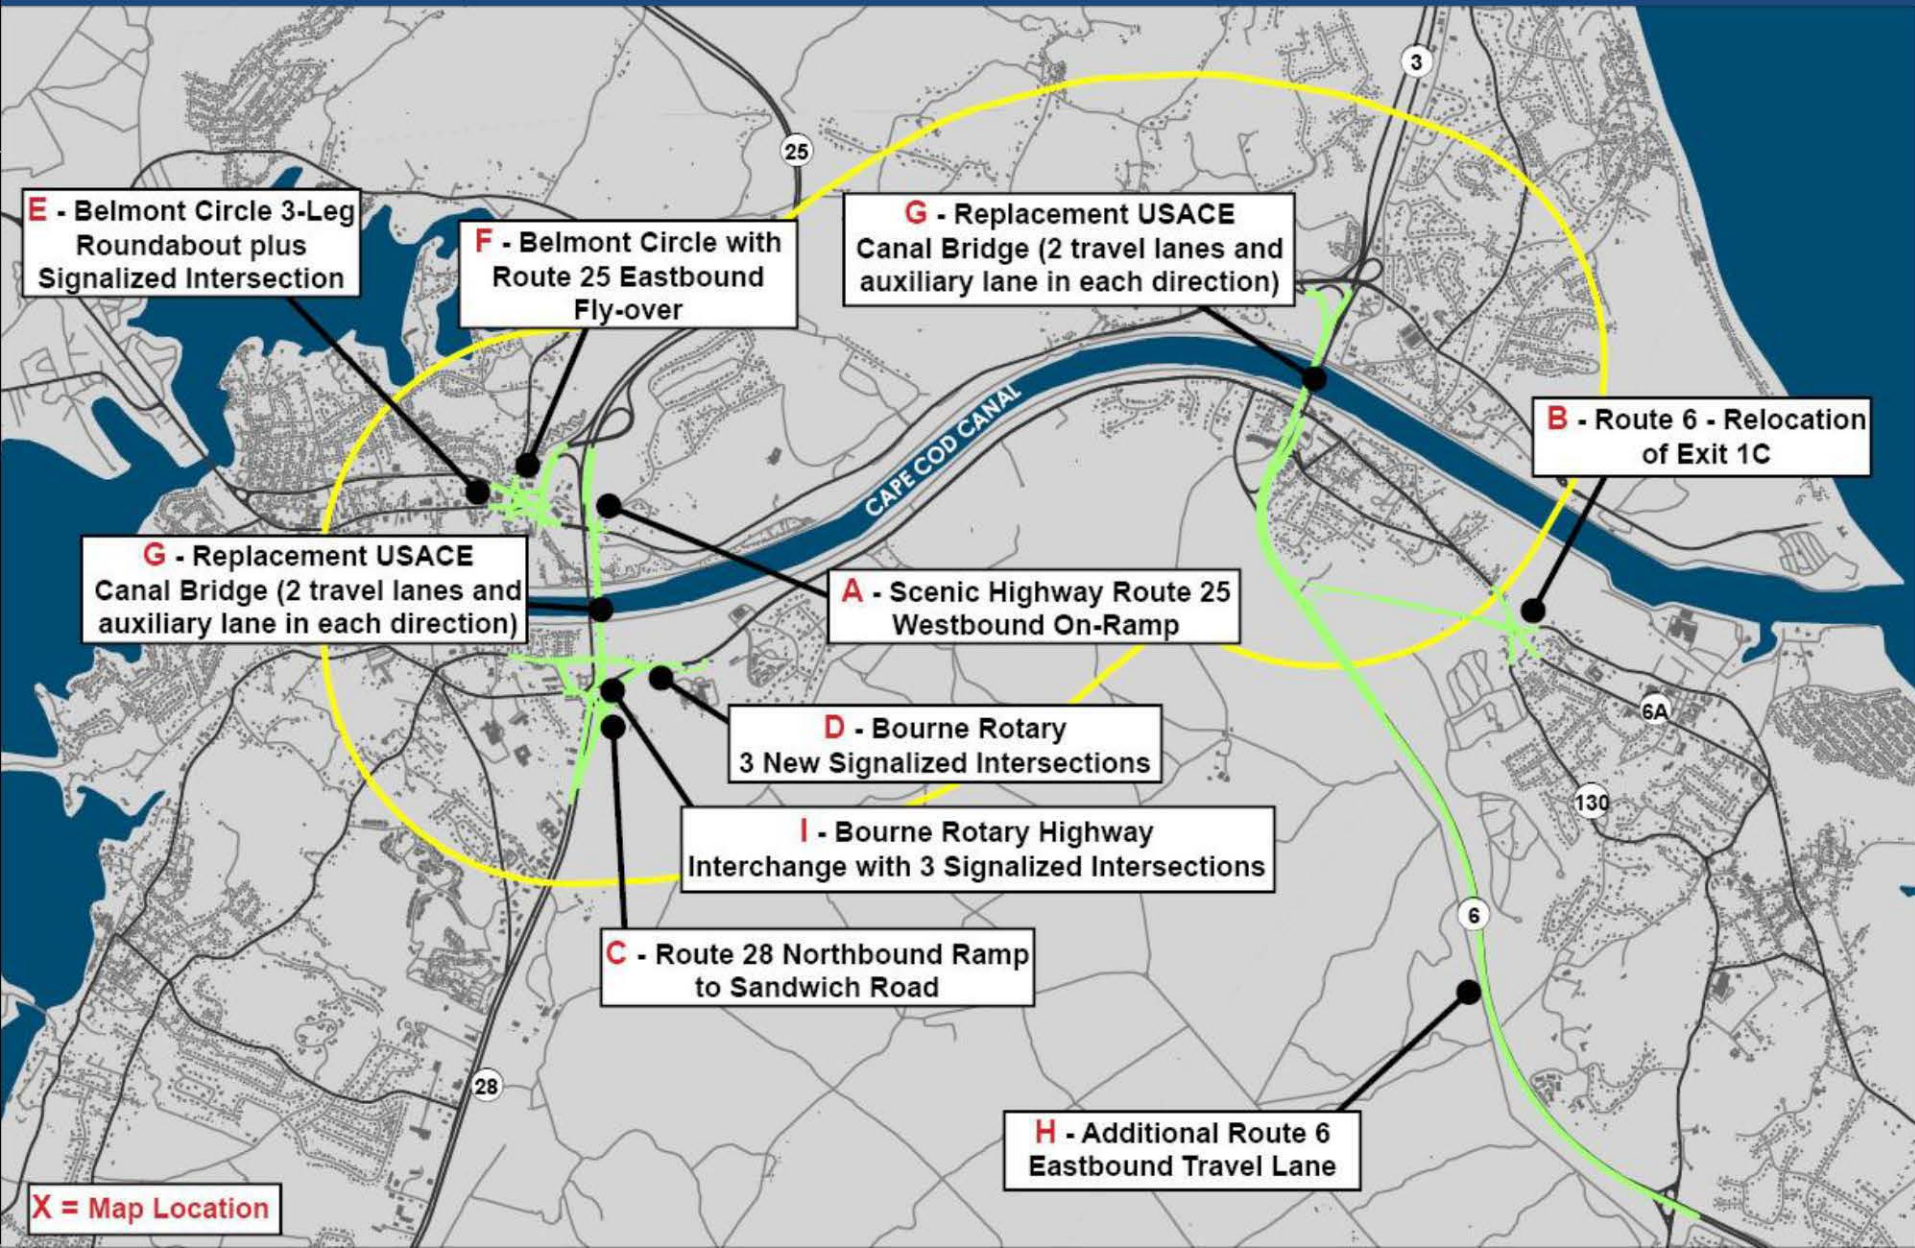 3
25
E - Belmont Circle 3-Leg
Roundabout plus
Signalized Intersection
F - Belmont Circle with
Route 25 Eastbound
Fly-over
G - Replacement USACE
Canal Bridge (2 travel lanes and
auxiliary lane in each direction)
B - Route 6 - Relocation
of Exit 1C
CAPE COD CANAL
G - Replacement USACE
Canal Bridge (2 travel lanes and
auxiliary lane in each direction)
A - Scenic Highway Route 25
Westbound On-Ramp
6A
D - Bourne Rotary
3 New Signalized Intersections
130
I - Bourne Rotary Highway
Interchange with 3 Signalized Intersections
6
C - Route 28 Northbound Ramp
to Sandwich Road
28
H - Additional Route 6
Eastbound Travel Lane
X = Map Location